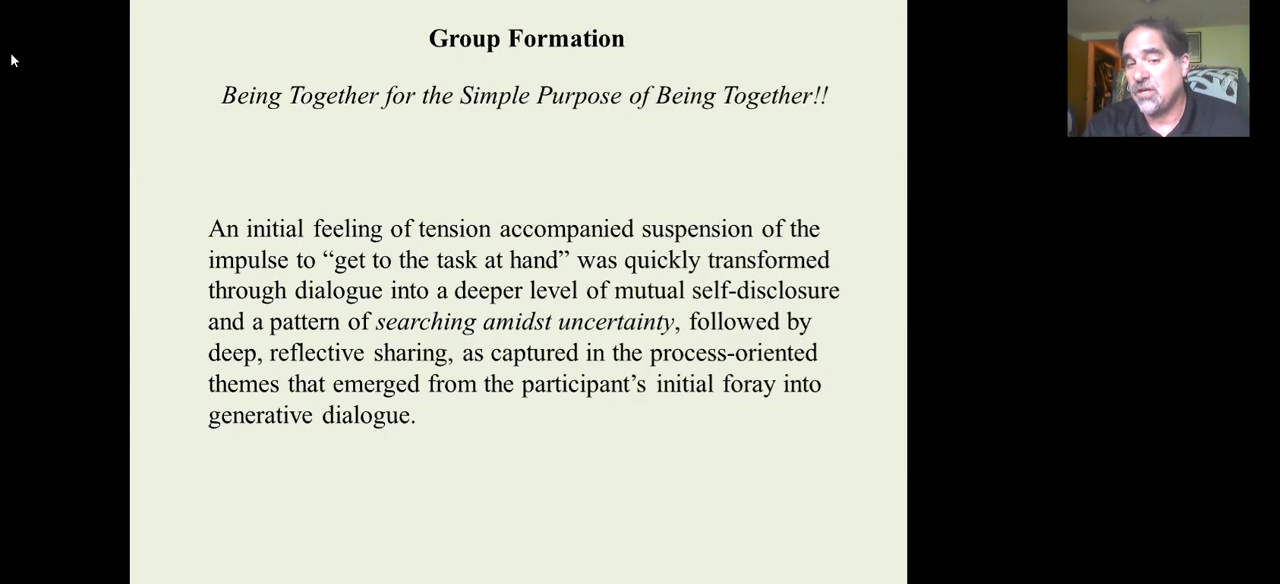 Group Formation
Being Together for the Simple Purpose of Being Together!!
An initial feeling of tension accompanied suspension of the
impulse to “get to the task at hand” was quickly transformed
through dialogue into a deeper level of mutual self-disclosure
and a pattern of searching amidst uncertainty, followed by
deep, reflective sharing, as captured in the process-oriented
themes that emerged from the participant’s initial foray into
generative dialogue.